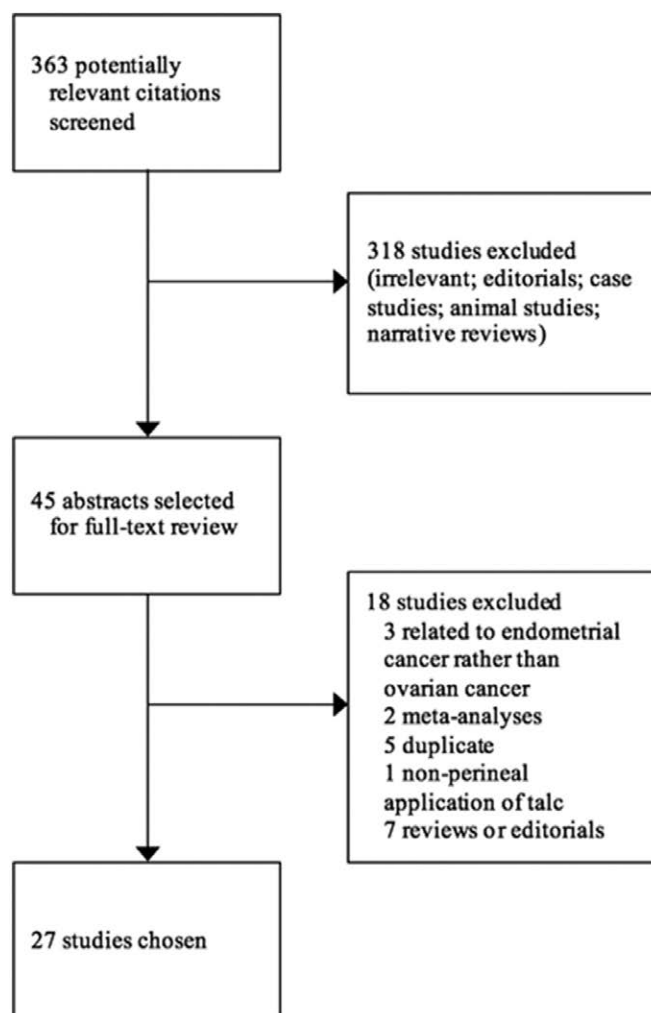 363 potentially
relevant citations
screened
318 studies excluded
(irrelevant; editorials; case
studies; animal studies;
narrative reviews)
45 abstracts selected
for full-text review
18 studies excluded
3 related to endometrial
cancer rather than
ovarian cancer
2 meta-analyses
5 duplicate
1 non-perineal
application of talc
7 reviews or editorials
27 studies chosen